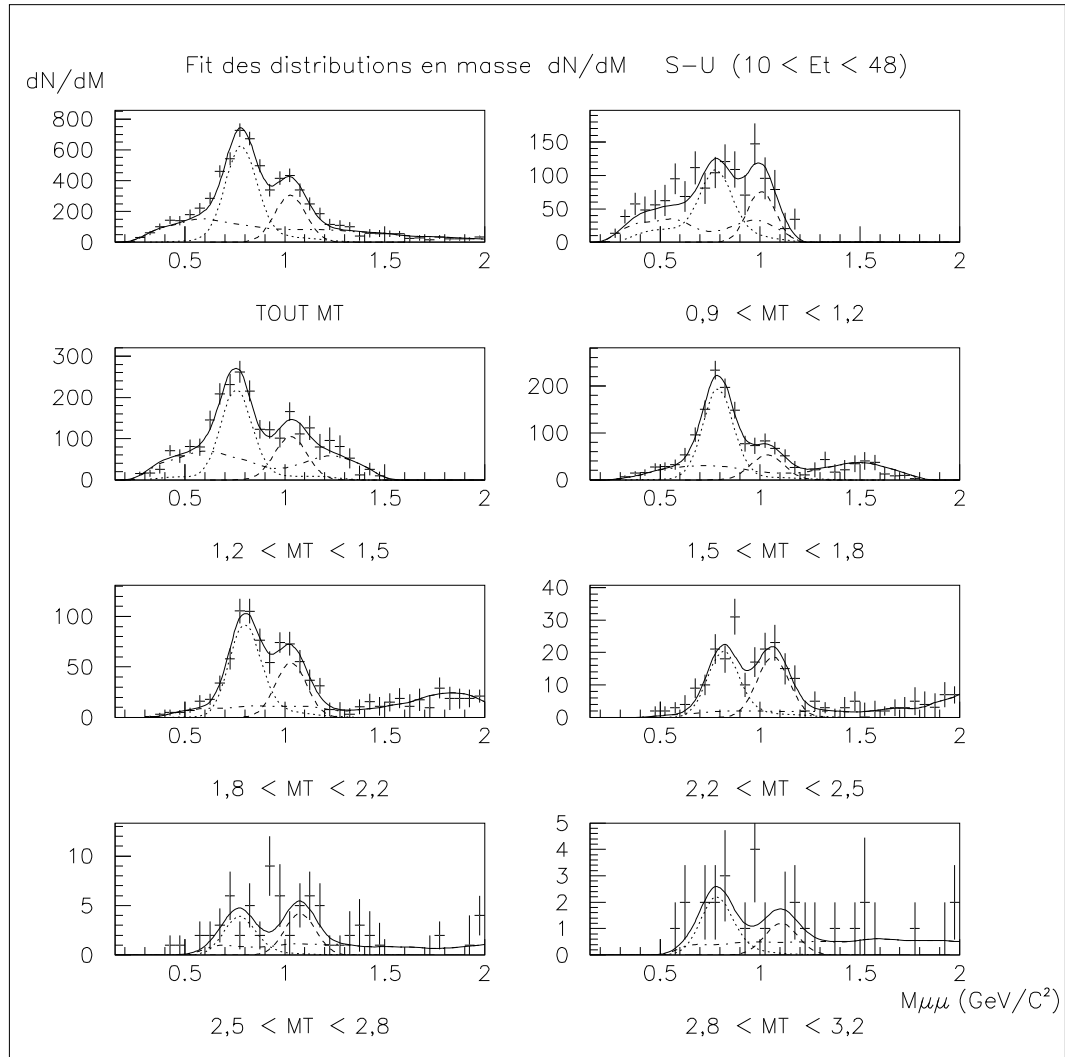 Fit des distributions en masse dN/dM S-U (10 < Et < 48)
dN/dM
800
600
400
200
0
0.5 1 1.5 2
TOUT MT
150
100
50
0
0.5 1 1.5 2
0,9 < MT < 1,2
300
200
100
0
0.5 1 1.5 2
1,2 < MT < 1,5
200
100
0
0.5 1 1.5 2
1,5 < MT < 1,8
100
50
0
0.5 1 1.5 2
1,8 < MT < 2,2
40
30
20
10
0
0.5 1 1.5 2
2,2 < MT < 2,5
10
5
0
0.5 1 1.5 2
2,5 < MT < 2,8
5
4
3
2
1
0
0.5 1 1.5 2
Mμμ (GeV/C²)
2,8 < MT < 3,2